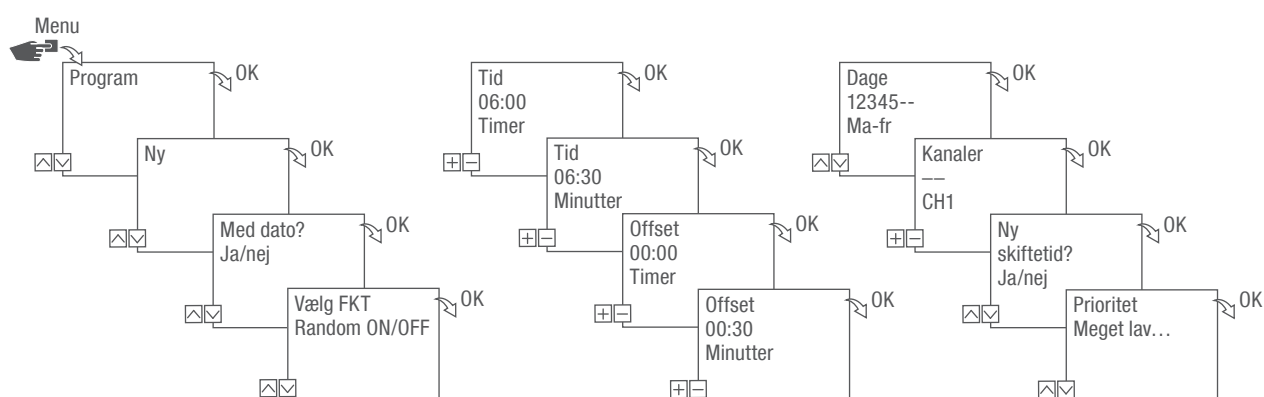 Menu
Program
OK
Ny
OK
Med dato?
Ja/nej
OK
Vælg FKT
Random ON/OFF
OK
Tid
06:00
Timer
OK
Tid
06:30
Minutter
OK
Offset
00:00
Timer
OK
Offset
00:30
Minutter
OK
Dage
12345--
Ma-fr
OK
Kanaler
––
CH1
OK
Ny
skiftetid?
Ja/nej
OK
Prioritet
Meget lav…
OK